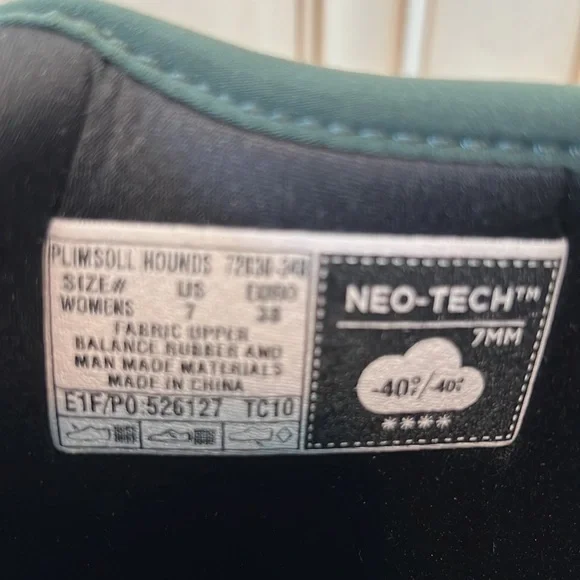 PLIMSOLL HOUNDS
SIZE# US EURO
WOMENS 7 38
FABRIC UPPER
BALANCE RUBBER AND
MAN MADE MATERIALS
MADE IN CHINA
E1F/PO:526127 TC10
NEO-TECH™
7MM
-40°F/-40°C